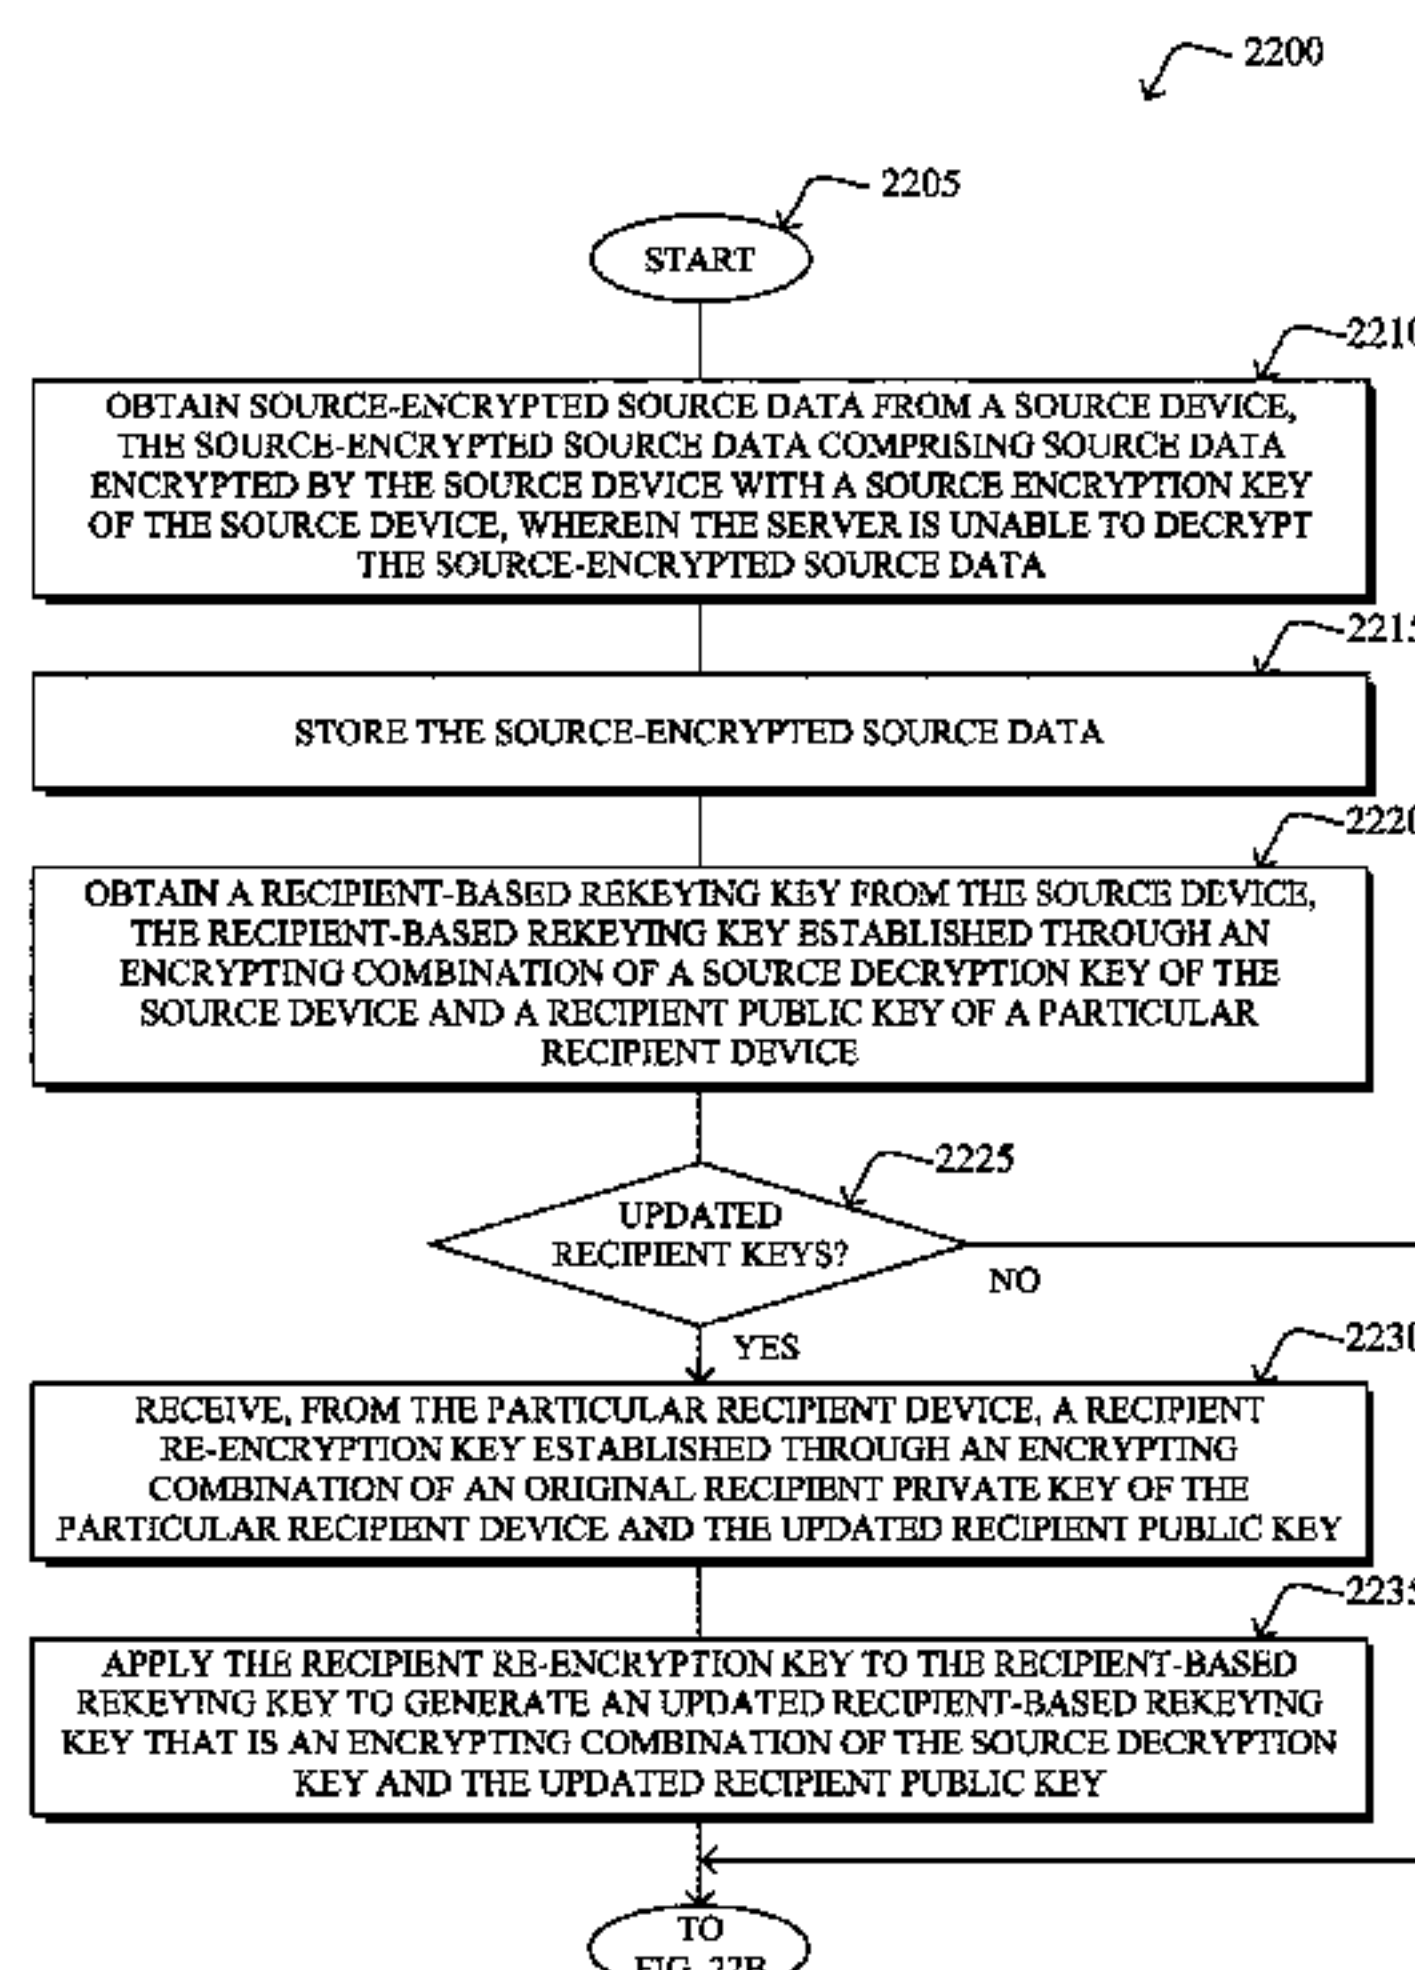 2200
2205
START
2210
OBTAIN SOURCE-ENCRYPTED SOURCE DATA FROM A SOURCE DEVICE,
THE SOURCE-ENCRYPTED SOURCE DATA COMPRISING SOURCE DATA
ENCRYPTED BY THE SOURCE DEVICE WITH A SOURCE ENCRYPTION KEY
OF THE SOURCE DEVICE, WHEREIN THE SERVER IS UNABLE TO DECRYPT
THE SOURCE-ENCRYPTED SOURCE DATA
2215
STORE THE SOURCE-ENCRYPTED SOURCE DATA
2220
OBTAIN A RECIPIENT-BASED REKEYING KEY FROM THE SOURCE DEVICE,
THE RECIPIENT-BASED REKEYING KEY ESTABLISHED THROUGH AN
ENCRYPTING COMBINATION OF A SOURCE DECRYPTION KEY OF THE
SOURCE DEVICE AND A RECIPIENT PUBLIC KEY OF A PARTICULAR
RECIPIENT DEVICE
2225
UPDATED
RECIPIENT KEYS?
NO
YES
2230
RECEIVE, FROM THE PARTICULAR RECIPIENT DEVICE, A RECIPIENT
RE-ENCRYPTION KEY ESTABLISHED THROUGH AN ENCRYPTING
COMBINATION OF AN ORIGINAL RECIPIENT PRIVATE KEY OF THE
PARTICULAR RECIPIENT DEVICE AND THE UPDATED RECIPIENT PUBLIC KEY
2235
APPLY THE RECIPIENT RE-ENCRYPTION KEY TO THE RECIPIENT-BASED
REKEYING KEY TO GENERATE AN UPDATED RECIPIENT-BASED REKEYING
KEY THAT IS AN ENCRYPTING COMBINATION OF THE SOURCE DECRYPTION
KEY AND THE UPDATED RECIPIENT PUBLIC KEY
TO
FIG. 22B